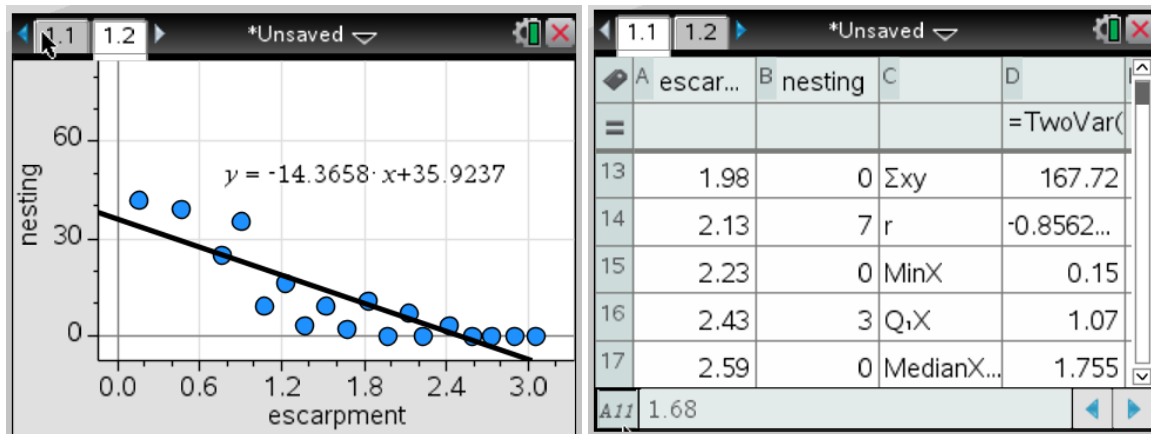 1.1 1.2 *Unsaved
60
y = -14.3658· x+35.9237
nesting
30
0
0.0 0.6 1.2 1.8 2.4 3.0
escarpment
1.1 1.2 *Unsaved
A escar... B nesting C D
= =TwoVar(
13 1.98 0 Σxy 167.72
14 2.13 7 r -0.8562...
15 2.23 0 MinX 0.15
16 2.43 3 Q₁X 1.07
17 2.59 0 MedianX... 1.755
A11 1.68